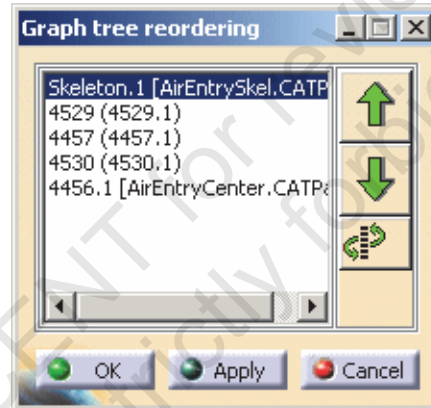 Graph tree reordering
Skeleton.1 [AirEntrySkel.CATP
4529 (4529.1)
4457 (4457.1)
4530 (4530.1)
4456.1 [AirEntryCenter.CATPa
OK Apply Cancel